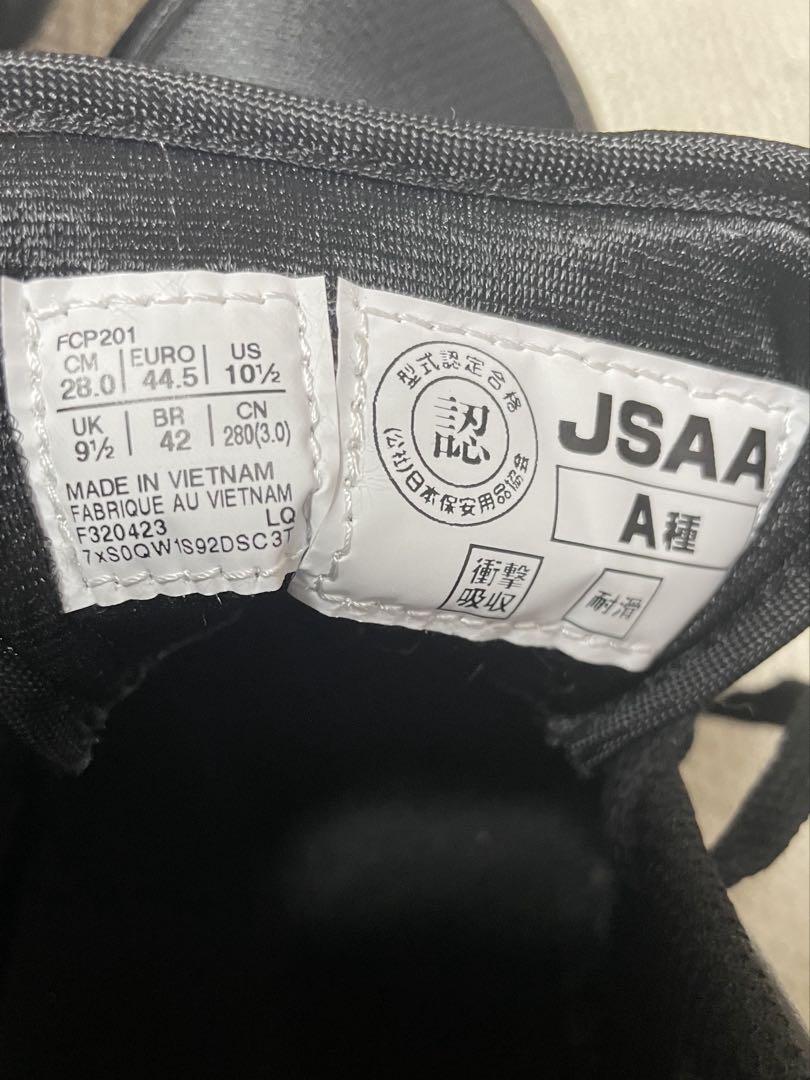 FCP201
CM 28.0 | EURO 44.5 | US 10½
UK 9½ | BR 42 | CN 280(3.0)
MADE IN VIETNAM
FABRIQUE AU VIETNAM
F320423 LQ
7xS0QW1S92DSC3T
型式認定合格
認
(公社)日本保安用品協会
JSAA
A種
衝撃
吸収
耐滑